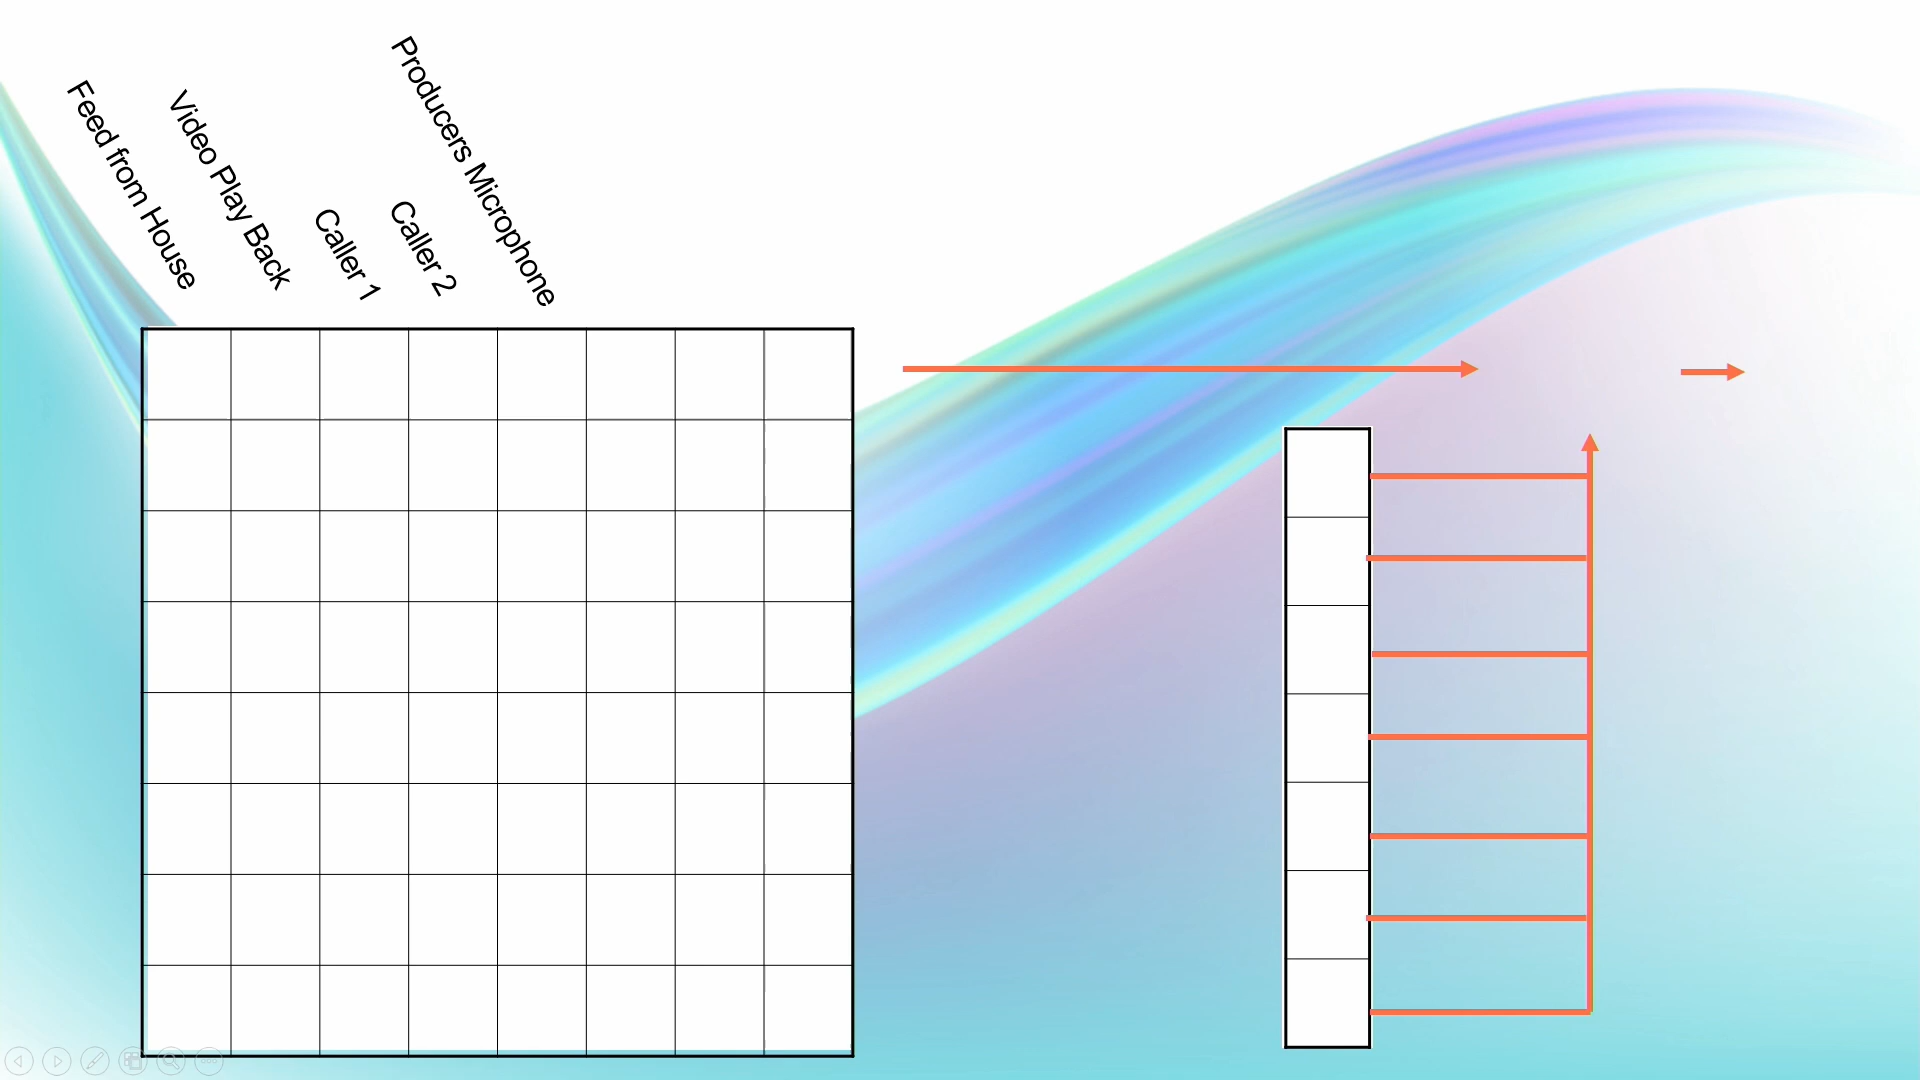 Feed from House
Video Play Back
Caller 1
Caller 2
Producers Microphone